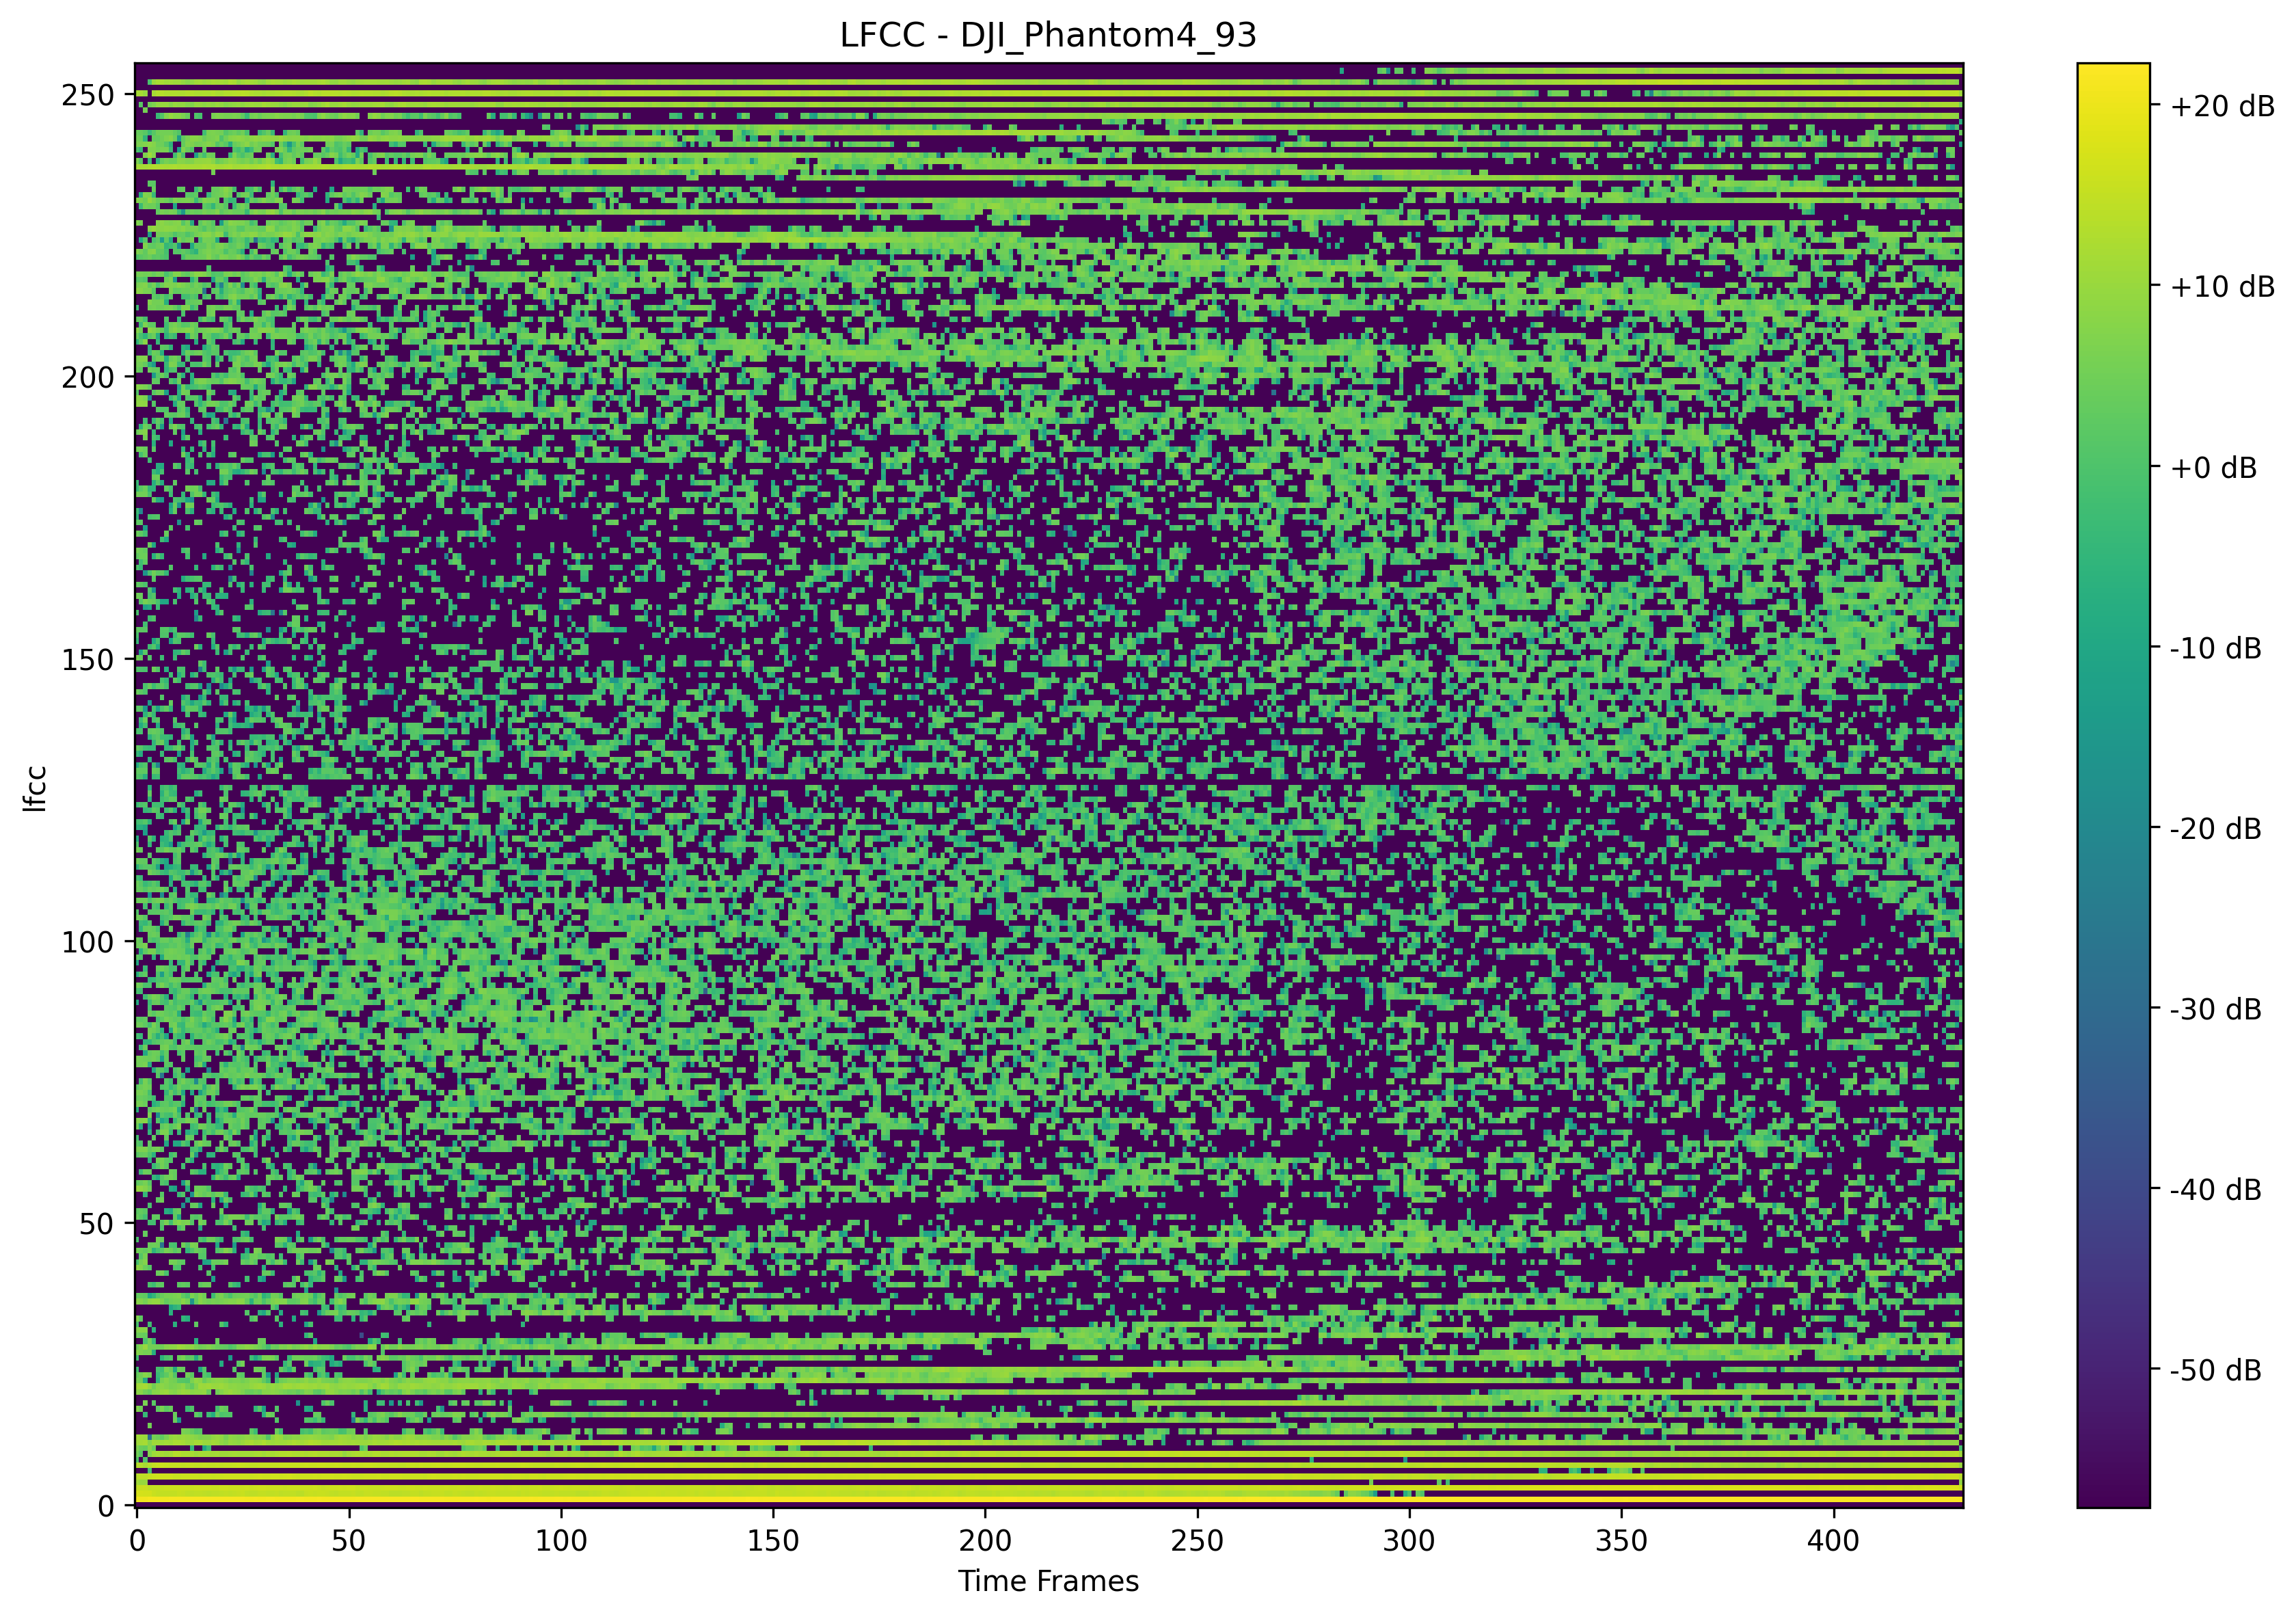 LFCC - DJI_Phantom4_93
250
200
150
100
50
0
lfcc
0 50 100 150 200 250 300 350 400
Time Frames
+20 dB
+10 dB
+0 dB
-10 dB
-20 dB
-30 dB
-40 dB
-50 dB